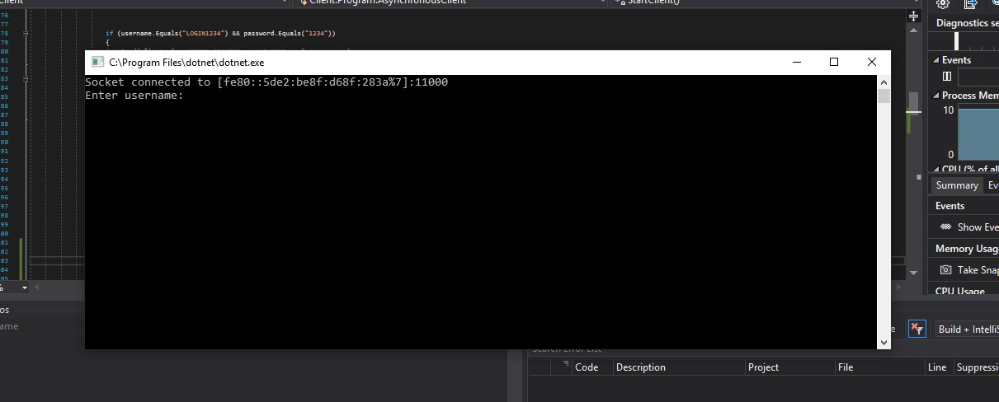 Client
Client.Program.AsynchronousClient
StartClient()
76
77
78 if (username.Equals("LOGIN1234") && password.Equals("1234"))
79 {
80
81
82
83
84
85
86
87
88
89
90
91
92
93
94
95
96
97
98
99
00
01
02
03
04
05
C:\Program Files\dotnet\dotnet.exe
Socket connected to [fe80::5de2:be8f:d68f:283a%7]:11000
Enter username:
Diagnostics se
Events
Process Mem
10
0
CPU (% of all
Summary Ev
Events
Show Eve
Memory Usag
Take Snap
CPU Usage
%
os
ame
e
Build + IntelliS
Search Error List
Code Description Project File Line Suppressi